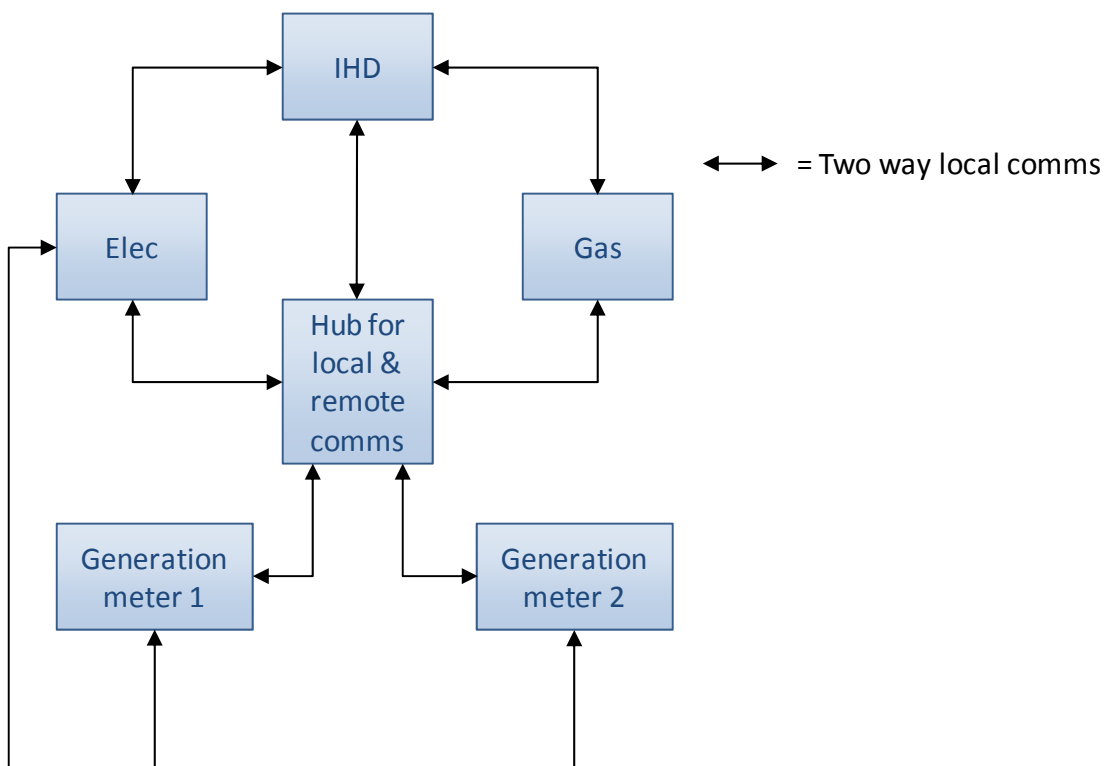 IHD
= Two way local comms
Elec
Gas
Hub for
local &
remote
comms
Generation
meter 1
Generation
meter 2